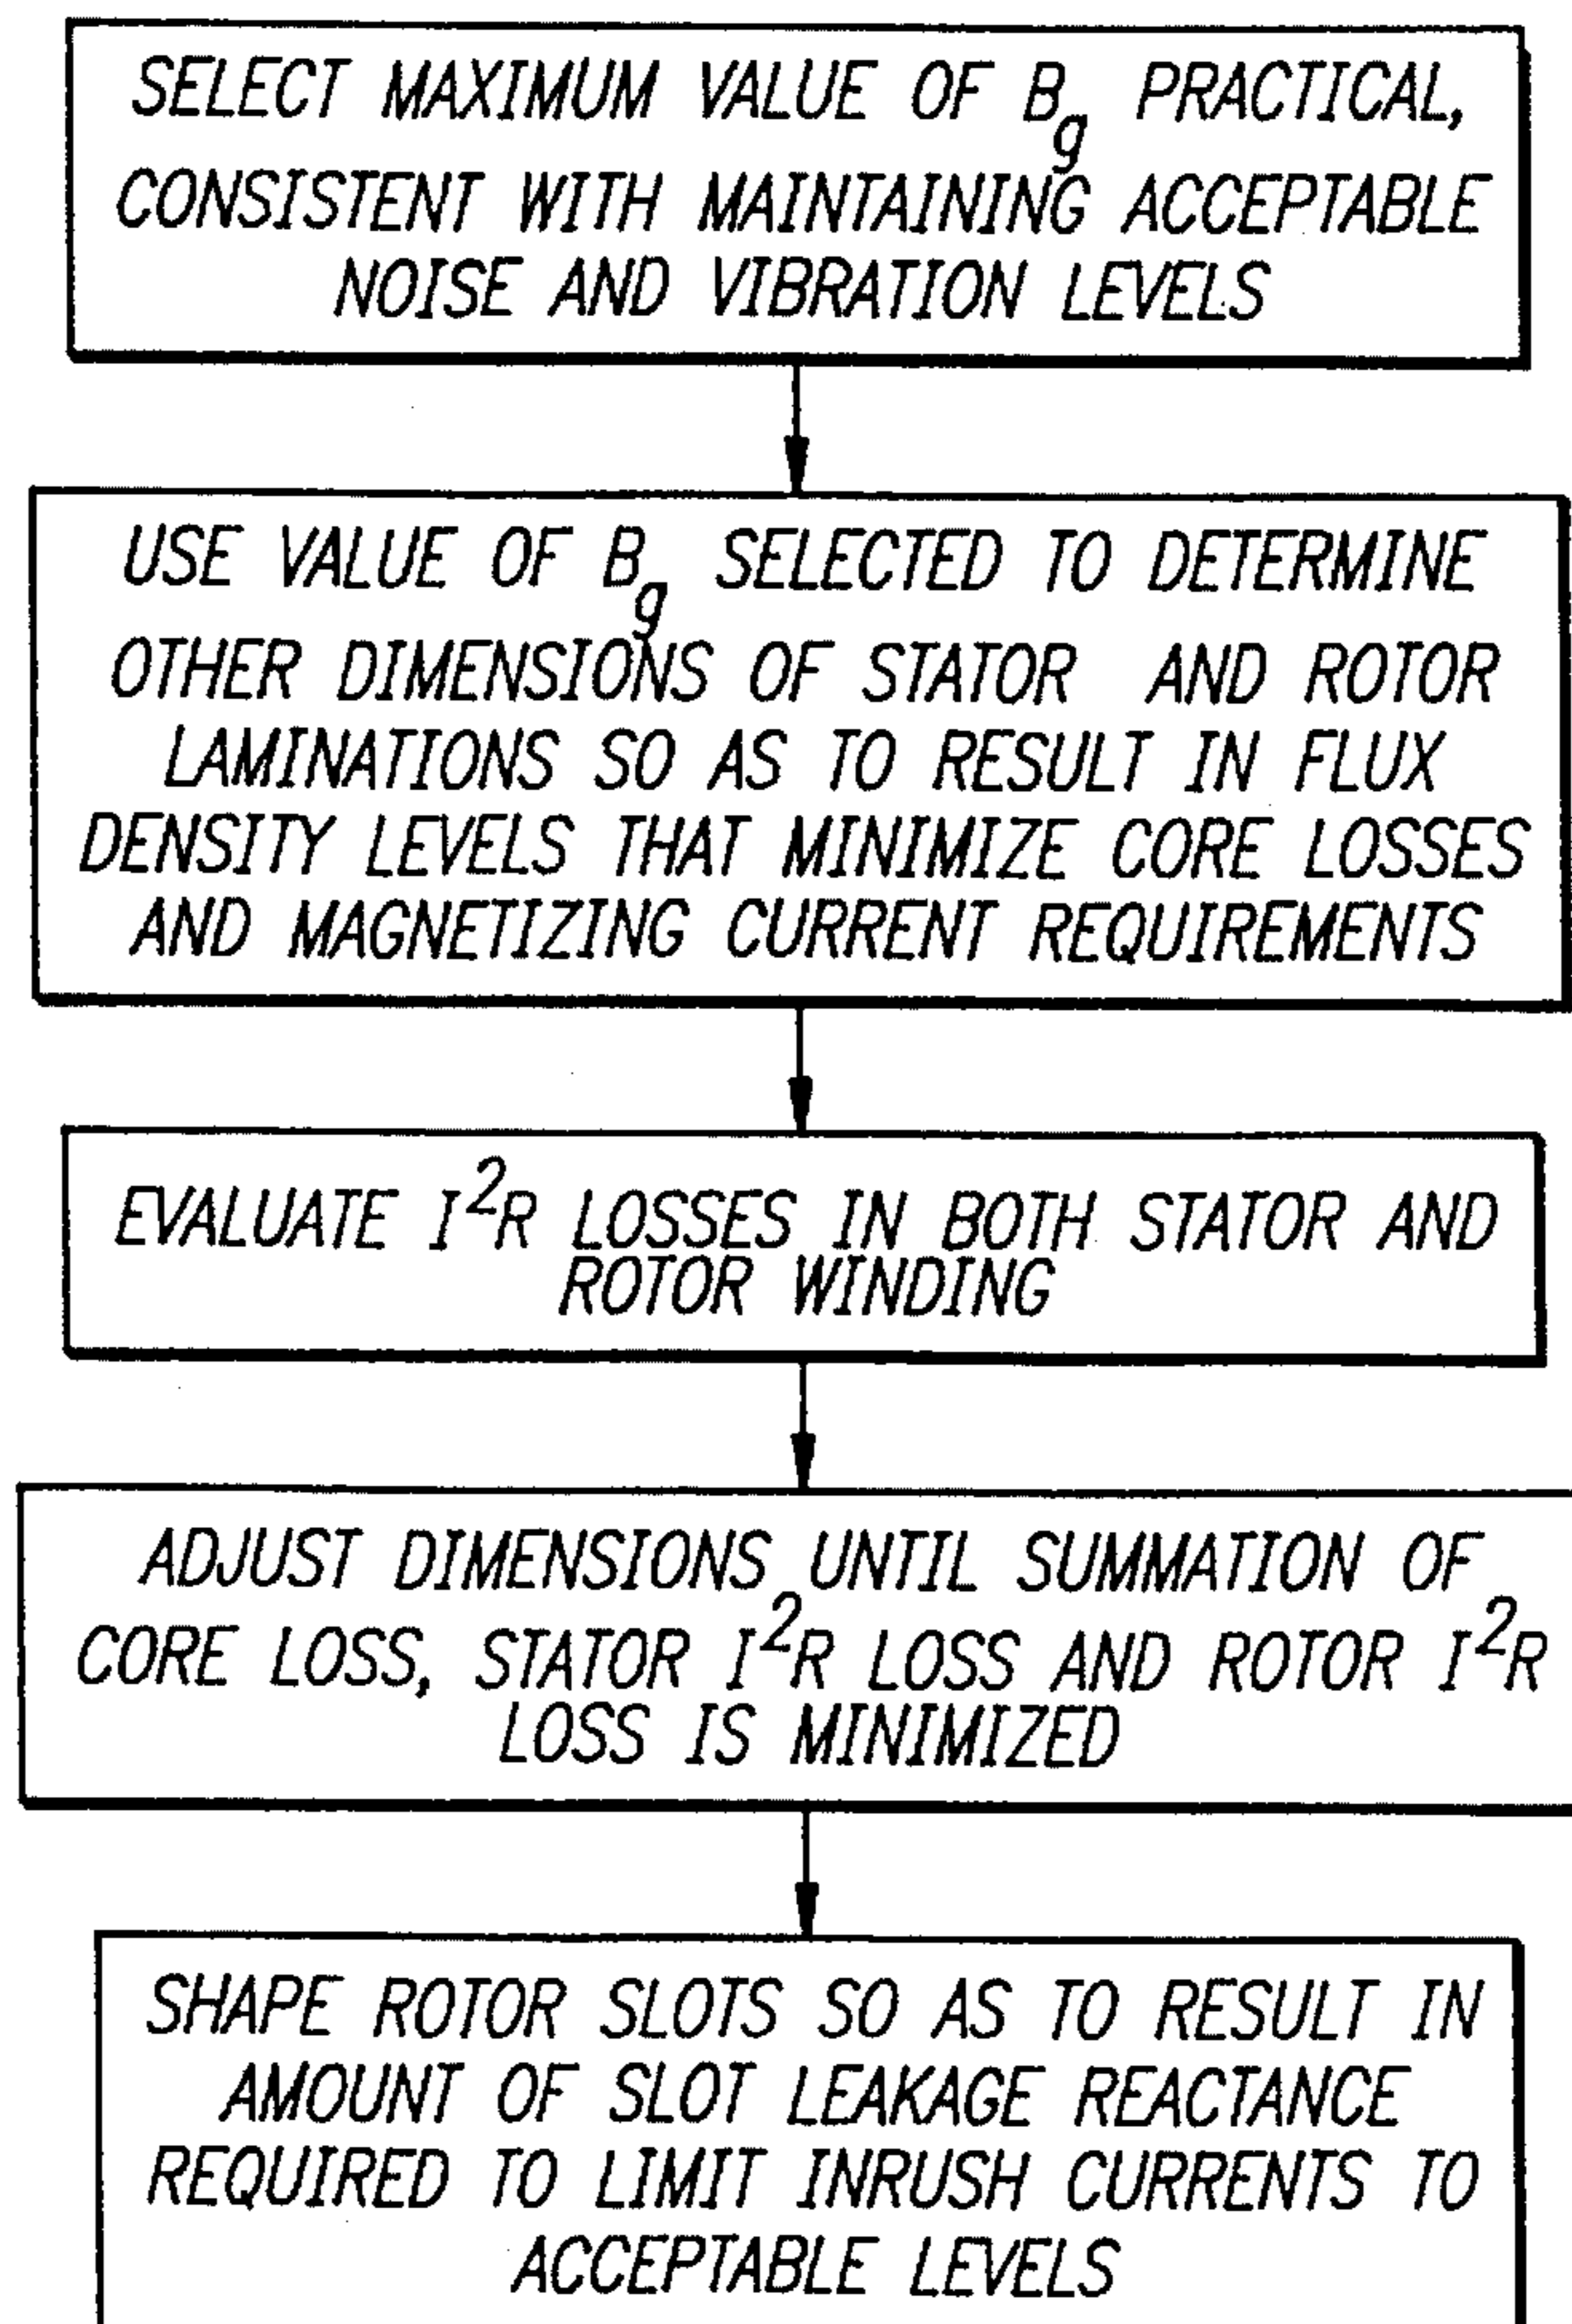 SELECT MAXIMUM VALUE OF Bg PRACTICAL,
CONSISTENT WITH MAINTAINING ACCEPTABLE
NOISE AND VIBRATION LEVELS
USE VALUE OF Bg SELECTED TO DETERMINE
OTHER DIMENSIONS OF STATOR AND ROTOR
LAMINATIONS SO AS TO RESULT IN FLUX
DENSITY LEVELS THAT MINIMIZE CORE LOSSES
AND MAGNETIZING CURRENT REQUIREMENTS
EVALUATE I²R LOSSES IN BOTH STATOR AND
ROTOR WINDING
ADJUST DIMENSIONS UNTIL SUMMATION OF
CORE LOSS, STATOR I²R LOSS AND ROTOR I²R
LOSS IS MINIMIZED
SHAPE ROTOR SLOTS SO AS TO RESULT IN
AMOUNT OF SLOT LEAKAGE REACTANCE
REQUIRED TO LIMIT INRUSH CURRENTS TO
ACCEPTABLE LEVELS